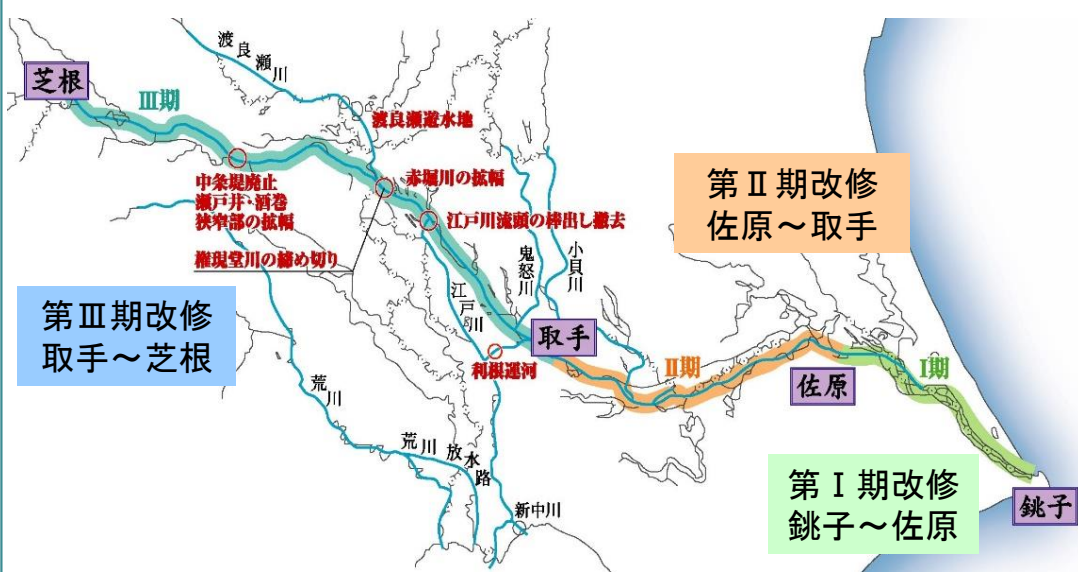 渡良瀬川
芝根
Ⅲ期
渡良瀬遊水地
中条堤廃止
瀬戸井・酒巻
狭窄部の拡幅
赤堀川の拡幅
江戸川流頭の棒出し撤去
権現堂川の締め切り
第Ⅱ期改修
佐原～取手
鬼怒川
小貝川
江戸川
第Ⅲ期改修
取手～芝根
取手
利根運河
Ⅱ期
佐原
Ⅰ期
荒川
荒川放水路
新中川
第Ⅰ期改修
銚子～佐原
銚子